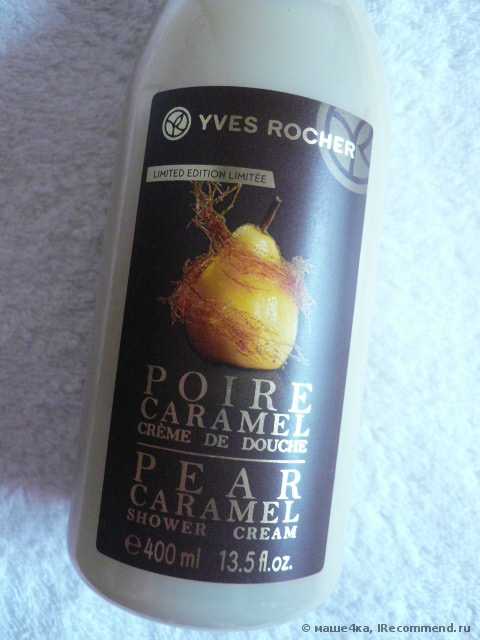 YVES ROCHER
LIMITED EDITION LIMITÉE
POIRE
CARAMEL
CRÈME DE DOUCHE
PEAR
CARAMEL
SHOWER CREAM
℮400 ml 13.5 fl.oz.
© маше4ка, IRecommend.ru